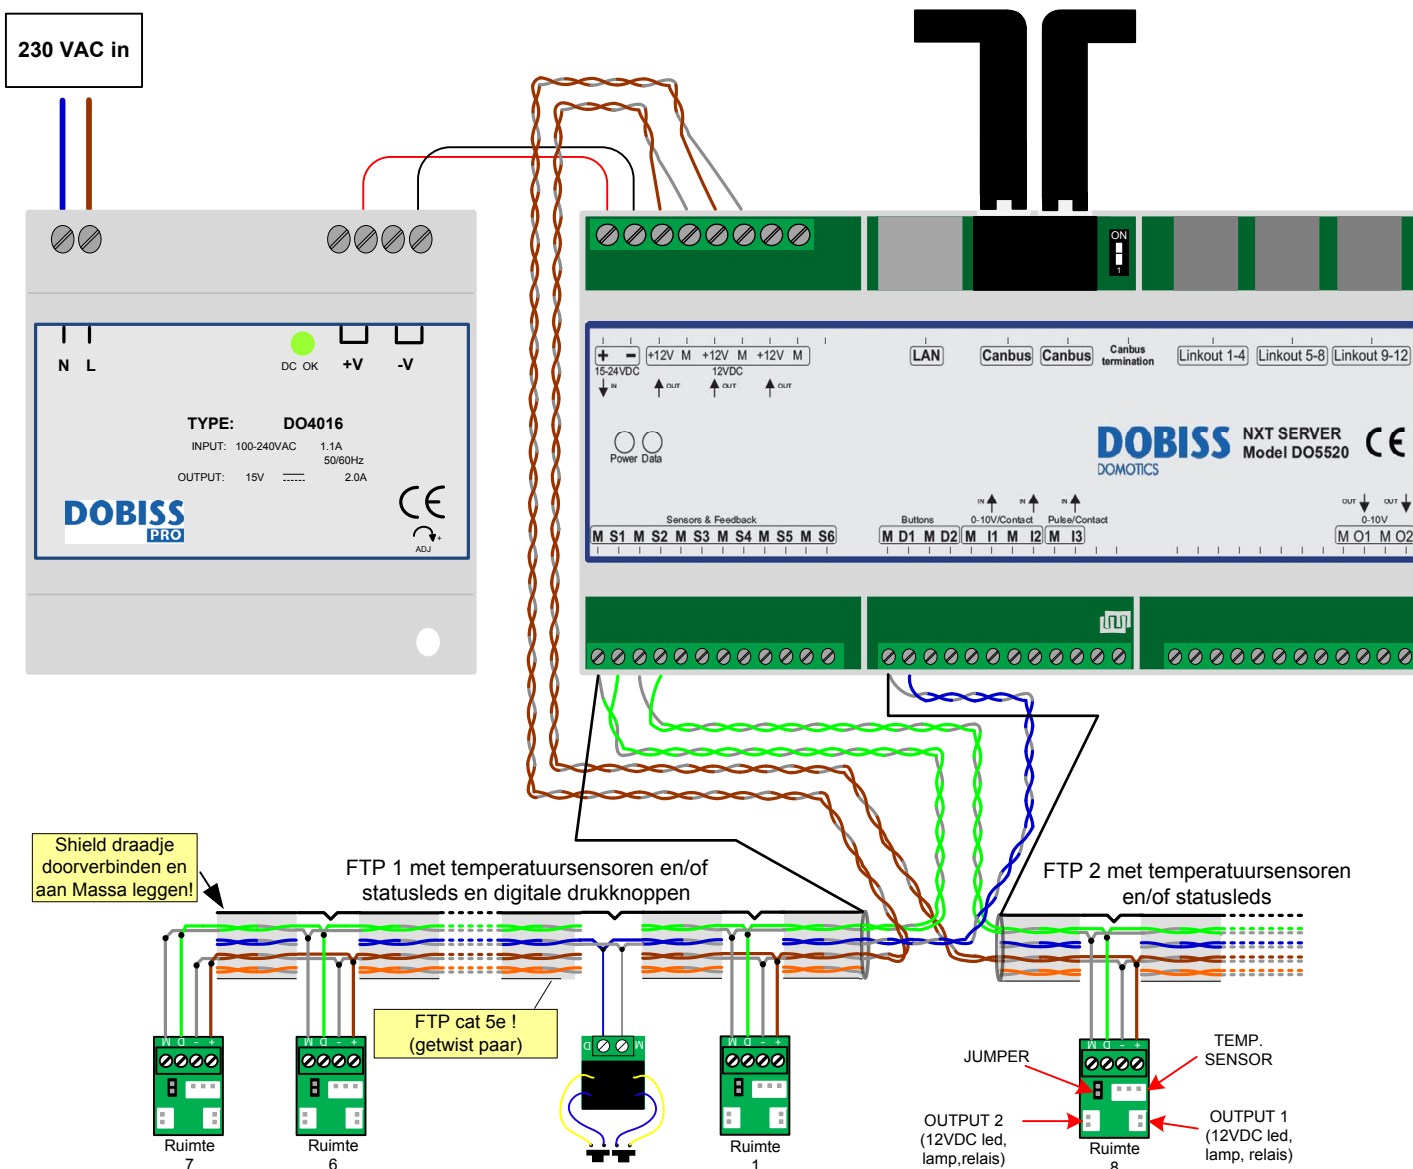 230 VAC in
N L
DC OK
+V
-V
TYPE: DO4016
INPUT: 100-240VAC 1.1A
50/60Hz
OUTPUT: 15V 2.0A
DOBISS
PRO
CE
- +
ADJ
ON
1
+ - +12V M +12V M +12V M
15-24VDC
12VDC
IN
OUT OUT OUT
LAN
Canbus
Canbus
Canbus
termination
Linkout 1-4
Linkout 5-8
Linkout 9-12
Power Data
DOBISS
DOMOTICS
NXT SERVER
Model DO5520
CE
IN IN IN
OUT OUT
Sensors & Feedback
Buttons
0-10V/Contact
Pulse/Contact
0-10V
M S1 M S2 M S3 M S4 M S5 M S6
M D1 M D2
M I1 M I2
M I3
M O1 M O2
Shield draadje
doorverbinden en
aan Massa leggen!
FTP 1 met temperatuursensoren en/of
statusleds en digitale drukknoppen
FTP 2 met temperatuursensoren
en/of statusleds
FTP cat 5e !
(getwist paar)
M D - +
M D - +
D M
M D - +
M D - +
JUMPER
TEMP.
SENSOR
OUTPUT 2
(12VDC led,
lamp,relais)
OUTPUT 1
(12VDC led,
lamp, relais)
Ruimte
7
Ruimte
6
Ruimte
1
Ruimte
8